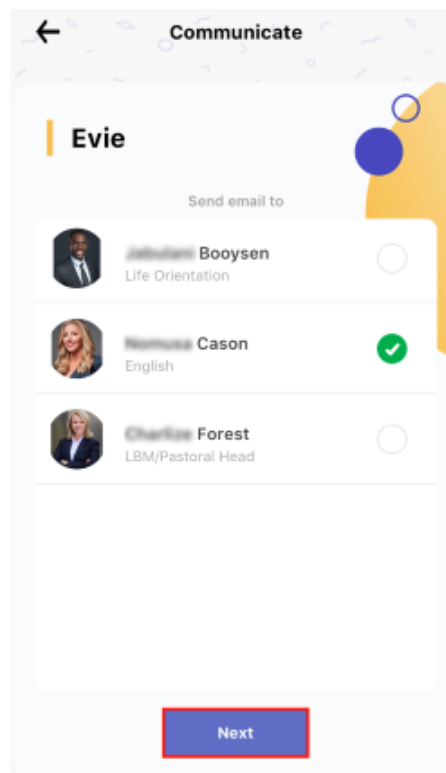 Communicate
Evie
Send email to
Booysen
Life Orientation
Cason
English
Forest
LBM/Pastoral Head
Next